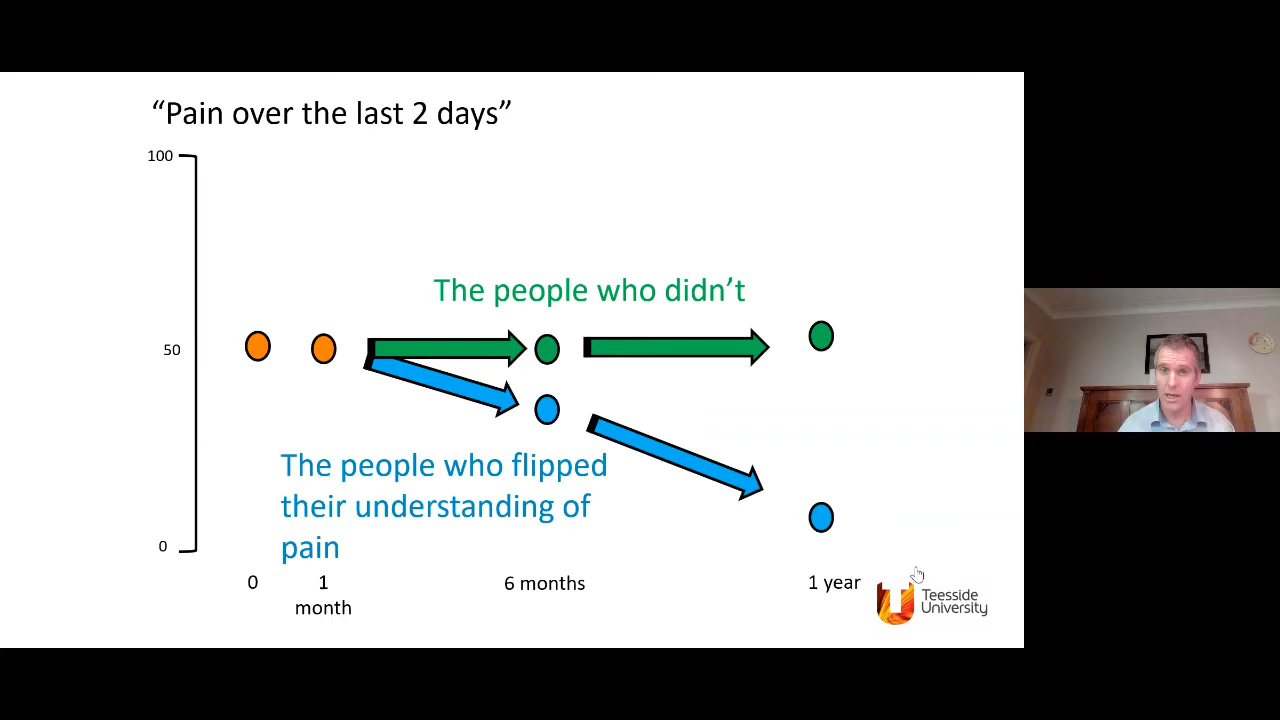 “Pain over the last 2 days”
100
The people who didn’t
50
The people who flipped
their understanding of
pain
0
0
1
month
6 months
1 year
Teesside
University